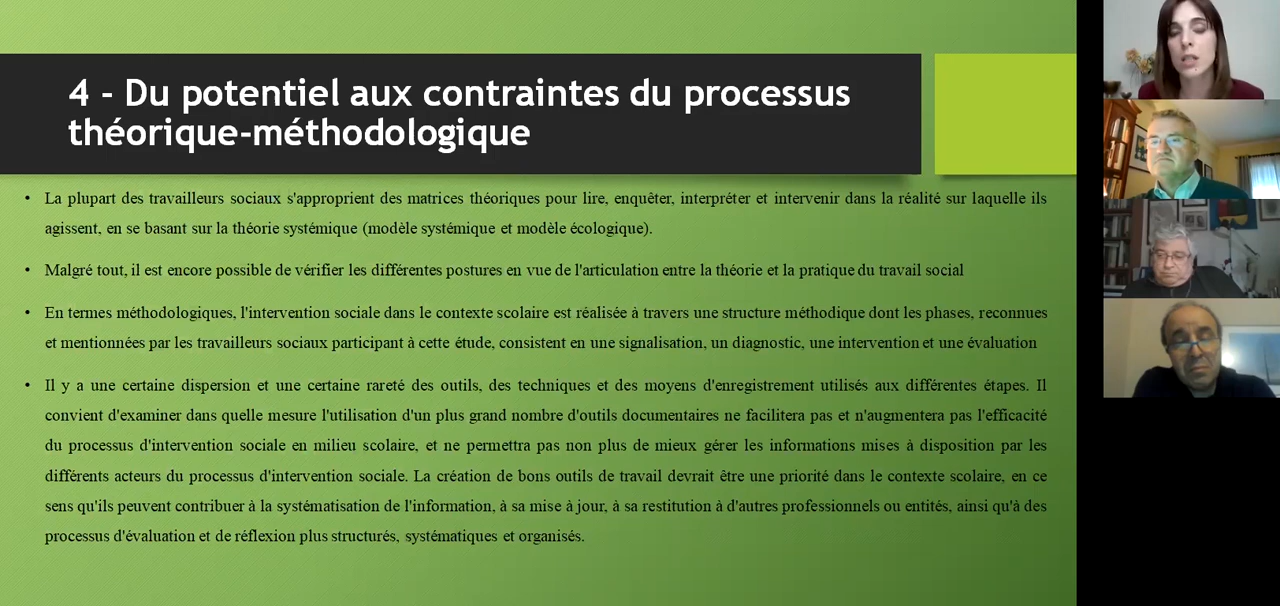 4 - Du potentiel aux contraintes du processus
théorique-méthodologique
• La plupart des travailleurs sociaux s'approprient des matrices théoriques pour lire, enquêter, interpréter et intervenir dans la réalité sur laquelle ils
agissent, en se basant sur la théorie systémique (modèle systémique et modèle écologique).
• Malgré tout, il est encore possible de vérifier les différentes postures en vue de l'articulation entre la théorie et la pratique du travail social
• En termes méthodologiques, l'intervention sociale dans le contexte scolaire est réalisée à travers une structure méthodique dont les phases, reconnues
et mentionnées par les travailleurs sociaux participant à cette étude, consistent en une signalisation, un diagnostic, une intervention et une évaluation
• Il y a une certaine dispersion et une certaine rareté des outils, des techniques et des moyens d'enregistrement utilisés aux différentes étapes. Il
convient d'examiner dans quelle mesure l'utilisation d'un plus grand nombre d'outils documentaires ne facilitera pas et n'augmentera pas l'efficacité
du processus d'intervention sociale en milieu scolaire, et ne permettra pas non plus de mieux gérer les informations mises à disposition par les
différents acteurs du processus d'intervention sociale. La création de bons outils de travail devrait être une priorité dans le contexte scolaire, en ce
sens qu'ils peuvent contribuer à la systématisation de l'information, à sa mise à jour, à sa restitution à d'autres professionnels ou entités, ainsi qu'à des
processus d'évaluation et de réflexion plus structurés, systématiques et organisés.